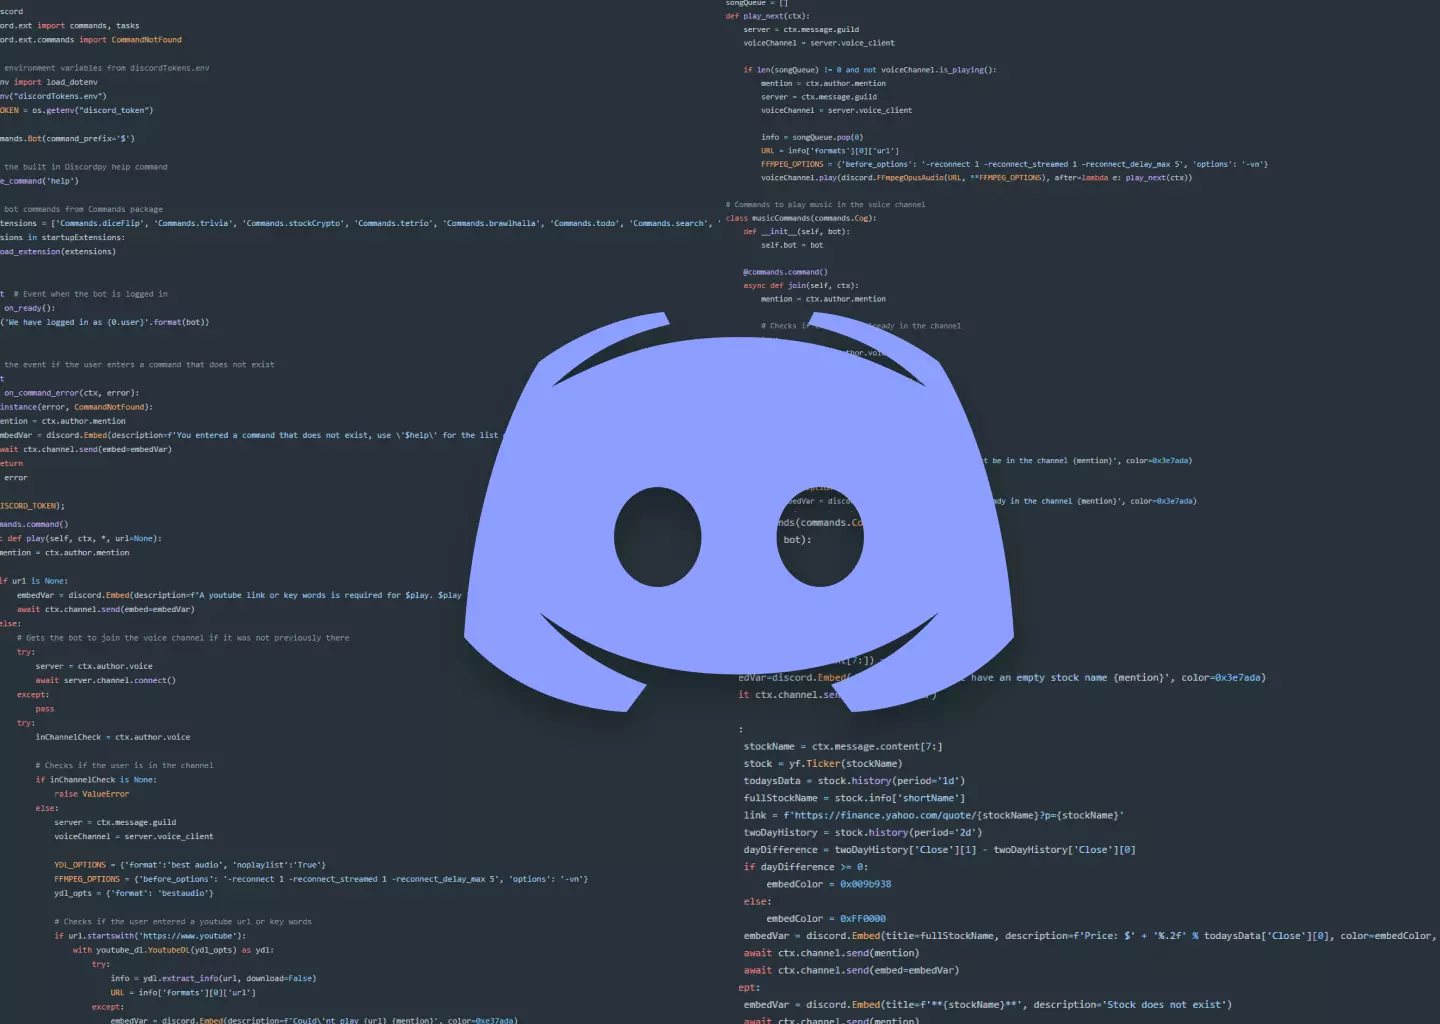 scord
ord.ext import commands, tasks
ord.ext.commands import CommandNotFound
environment variables from discordTokens.env
nv import load_dotenv
nv("discordTokens.env")
OKEN = os.getenv("discord_token")
mands.Bot(command_prefix='$')
the built in Discordpy help command
e_command('help')
bot commands from Commands package
tensions = ['Commands.diceFlip', 'Commands.trivia', 'Commands.stockCrypto', 'Commands.tetrio', 'Commands.brawlhalla', 'Commands.todo', 'Commands.search', '
sions in startupExtensions:
oad_extension(extensions)
t  # Event when the bot is logged in
on_ready():
('We have logged in as {0.user}'.format(bot))
the event if the user enters a command that does not exist
t
on_command_error(ctx, error):
instance(error, CommandNotFound):
ention = ctx.author.mention
mbedVar = discord.Embed(description=f'You entered a command that does not exist, use \'$help\' for the list
wait ctx.channel.send(embed=embedVar)
eturn
error
ISCORD_TOKEN);
mands.command()
c def play(self, ctx, *, url=None):
mention = ctx.author.mention
if url is None:
embedVar = discord.Embed(description=f'A youtube link or key words is required for $play. $play
await ctx.channel.send(embed=embedVar)
else:
# Gets the bot to join the voice channel if it was not previously there
try:
server = ctx.author.voice
await server.channel.connect()
except:
pass
try:
inChannelCheck = ctx.author.voice
# Checks if the user is in the channel
if inChannelCheck is None:
raise ValueError
else:
server = ctx.message.guild
voiceChannel = server.voice_client
YDL_OPTIONS = {'format':'best audio', 'noplaylist':'True'}
FFMPEG_OPTIONS = {'before_options': '-reconnect 1 -reconnect_streamed 1 -reconnect_delay_max 5', 'options': '-vn'}
ydl_opts = {'format': 'bestaudio'}
# Checks if the user entered a youtube url or key words
if url.startswith('https://www.youtube'):
with youtube_dl.YoutubeDL(ydl_opts) as ydl:
try:
info = ydl.extract_info(url, download=False)
URL = info['formats'][0]['url']
except:
embedVar = discord.Embed(description=f'Could\'nt play {url} {mention}', color=0xe37ada)
songQueue = []
def play_next(ctx):
server = ctx.message.guild
voiceChannel = server.voice_client
if len(songQueue) != 0 and not voiceChannel.is_playing():
mention = ctx.author.mention
server = ctx.message.guild
voiceChannel = server.voice_client
info = songQueue.pop(0)
URL = info['formats'][0]['url']
FFMPEG_OPTIONS = {'before_options': '-reconnect 1 -reconnect_streamed 1 -reconnect_delay_max 5', 'options': '-vn'}
voiceChannel.play(discord.FFmpegOpusAudio(URL, **FFMPEG_OPTIONS), after=lambda e: play_next(ctx))
# Commands to play music in the voice channel
class musicCommands(commands.Cog):
def __init__(self, bot):
self.bot = bot
@commands.command()
async def join(self, ctx):
mention = ctx.author.mention
# Checks if eady in the channel
thor.voi
t be in the channel {mention}', color=0x3e7ada)
bedVar = disco dy in the channel {mention}', color=0x3e7ada)
nds(commands.Co
bot):
nt[7:])
edVar=discord.Embed( have an empty stock name {mention}', color=0x3e7ada)
it ctx.channel.sen )
:
stockName = ctx.message.content[7:]
stock = yf.Ticker(stockName)
todaysData = stock.history(period='1d')
fullStockName = stock.info['shortName']
link = f'https://finance.yahoo.com/quote/{stockName}?p={stockName}'
twoDayHistory = stock.history(period='2d')
dayDifference = twoDayHistory['Close'][1] - twoDayHistory['Close'][0]
if dayDifference >= 0:
embedColor = 0x009b938
else:
embedColor = 0xFF0000
embedVar = discord.Embed(title=fullStockName, description=f'Price: $' + '%.2f' % todaysData['Close'][0], color=embedColor,
await ctx.channel.send(mention)
await ctx.channel.send(embed=embedVar)
ept:
embedVar = discord.Embed(title=f'**{stockName}**', description='Stock does not exist')
await ctx.channel.send(mention)